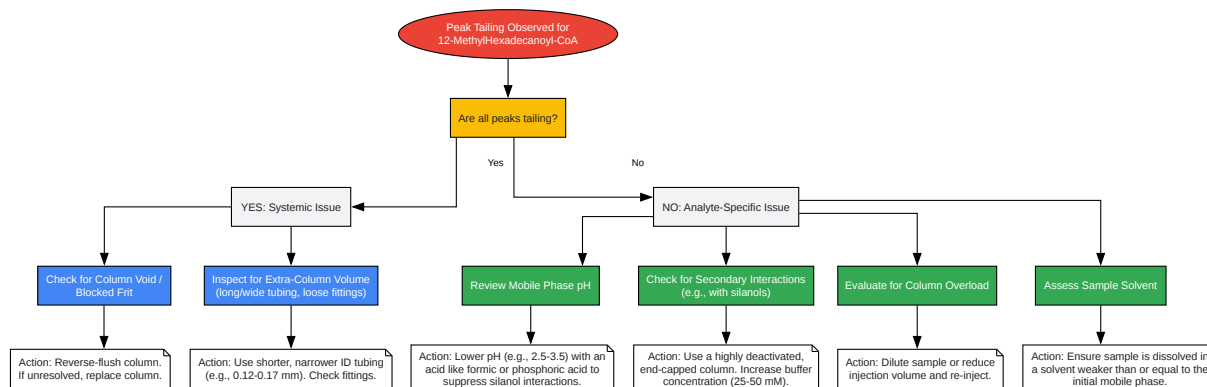 Peak Tailing Observed for
12-MethylHexadecanoyl-CoA
Are all peaks tailing?
Yes
No
YES: Systemic Issue
NO: Analyte-Specific Issue
Check for Column Void /
Blocked Frit
Inspect for Extra-Column Volume
(long/wide tubing, loose fittings)
Review Mobile Phase pH
Check for Secondary Interactions
(e.g., with silanols)
Evaluate for Column Overload
Assess Sample Solvent
Action: Reverse-flush column.
If unresolved, replace column.
Action: Use shorter, narrower ID tubing
(e.g., 0.12-0.17 mm). Check fittings.
Action: Lower pH (e.g., 2.5-3.5) with an
acid like formic or phosphoric acid to
suppress silanol interactions.
Action: Use a highly deactivated,
end-capped column. Increase buffer
concentration (25-50 mM).
Action: Dilute sample or reduce
injection volume and re-inject.
Action: Ensure sample is dissolved in
a solvent weaker than or equal to the
initial mobile phase.